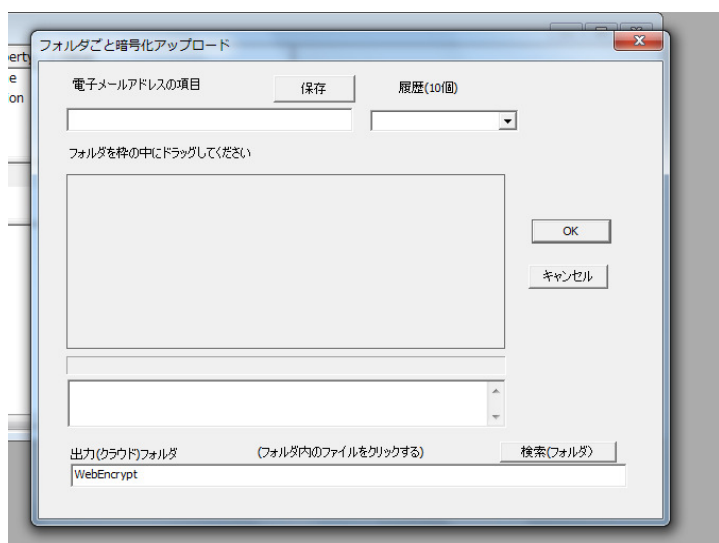 フォルダごと暗号化アップロード
perty
e
on
電子メールアドレスの項目
保存
履歴(10個)
フォルダを枠の中にドラッグしてください
OK
キャンセル
出力(クラウド)フォルダ
(フォルダ内のファイルをクリックする)
検索(フォルダ)
WebEncrypt